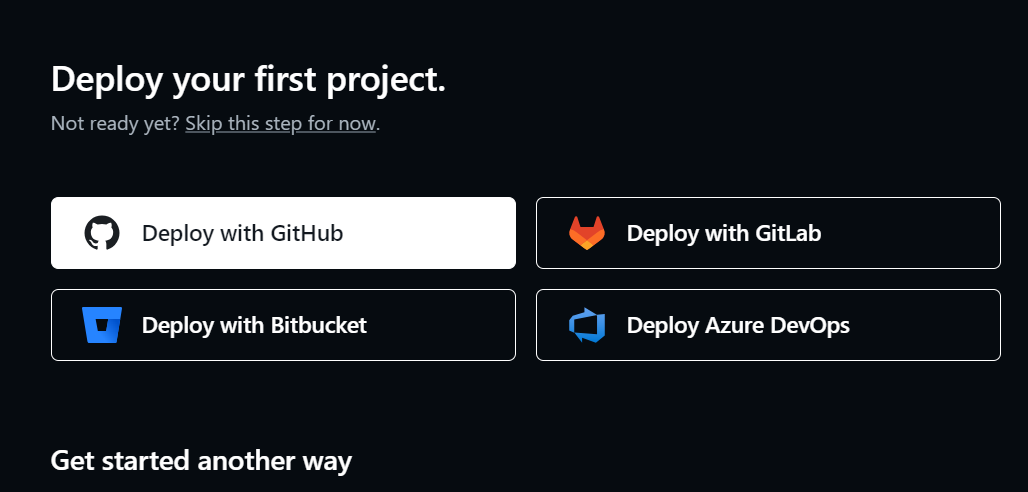 Deploy your first project.
Not ready yet? Skip this step for now.
Deploy with GitHub
Deploy with GitLab
Deploy with Bitbucket
Deploy Azure DevOps
Get started another way